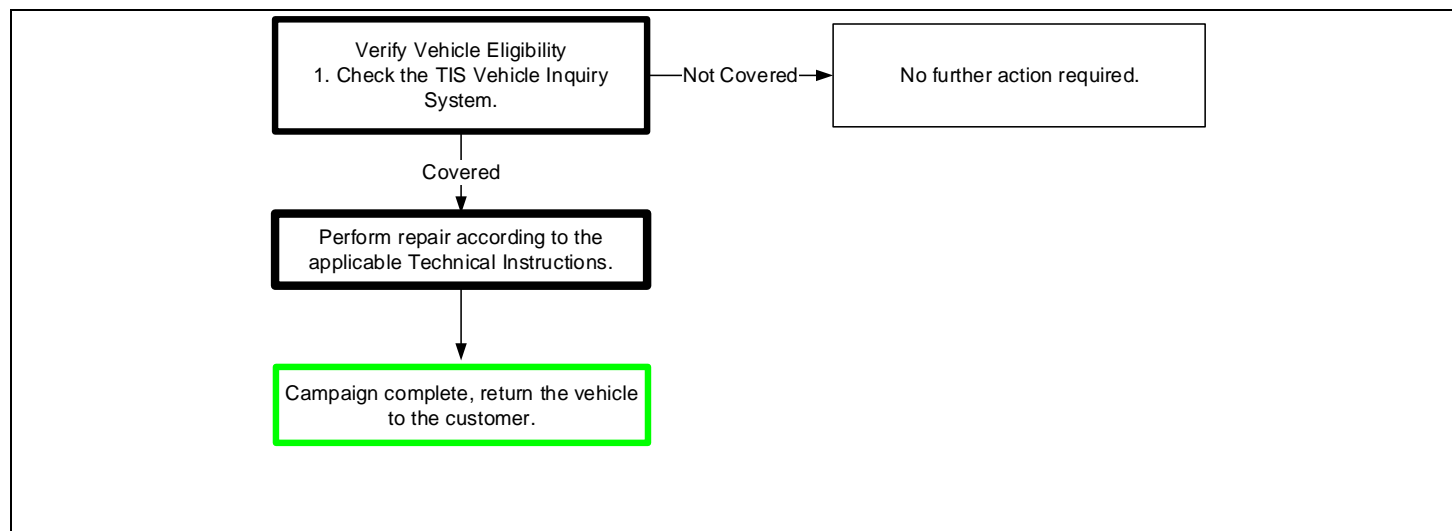 Verify Vehicle Eligibility
1. Check the TIS Vehicle Inquiry
System.
Not Covered
No further action required.
Covered
Perform repair according to the
applicable Technical Instructions.
Campaign complete, return the vehicle
to the customer.